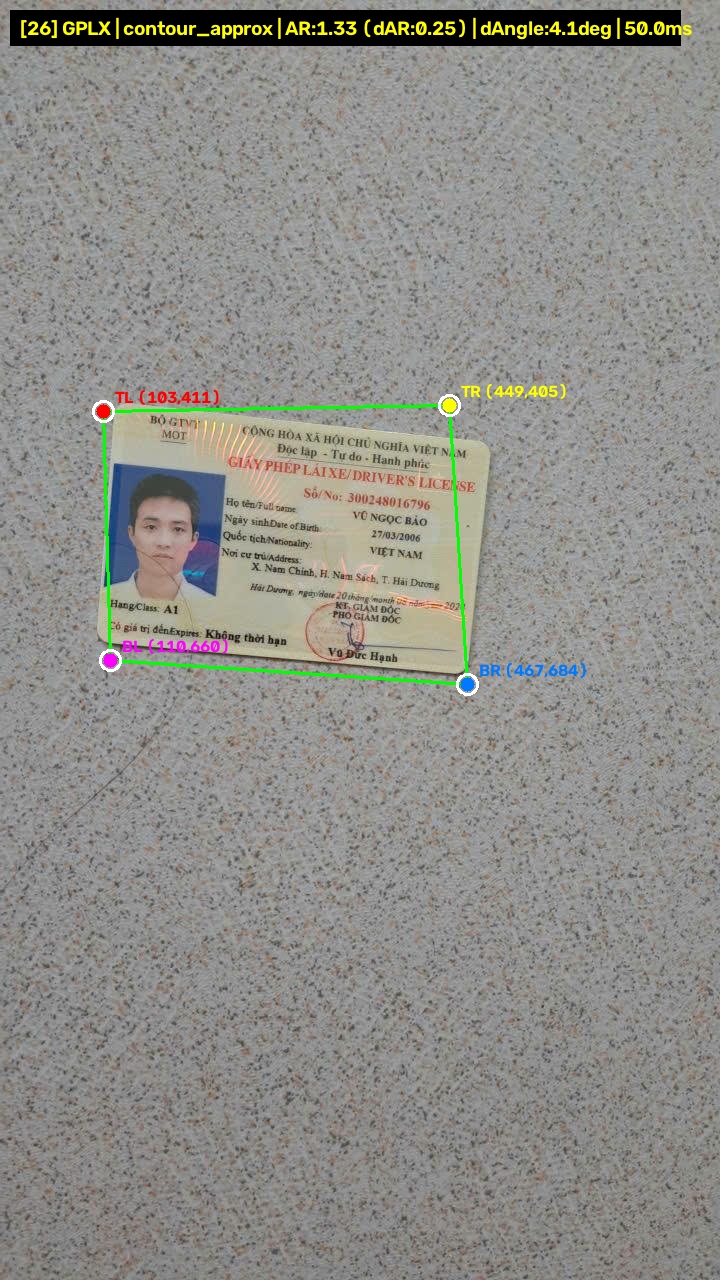 [26] GPLX | contour_approx | AR:1.33 (dAR:0.25) | dAngle:4.1deg | 50.0ms
TL (103,411)
TR (449,405)
BỘ GTVT
MOT
CỘNG HÒA XÃ HỘI CHỦ NGHĨA VIỆT NAM
Độc lập - Tự do - Hạnh phúc
GIẤY PHÉP LÁI XE/DRIVER'S LICENSE
Số/No: 300248016796
Họ tên/Full name: VŨ NGỌC BẢO
Ngày sinh/Date of Birth: 27/03/2006
Quốc tịch/Nationality: VIỆT NAM
Nơi cư trú/Address:
X. Nam Chính, H. Nam Sách, T. Hải Dương
Hải Dương, ngày/date 20 tháng/month năm/
Hạng/Class: A1
KT. GIÁM ĐỐC
PHÓ GIÁM ĐỐC
Có giá trị đến/Expires: Không thời hạn
BL (110,660)
Vũ Đức Hạnh
BR (467,684)